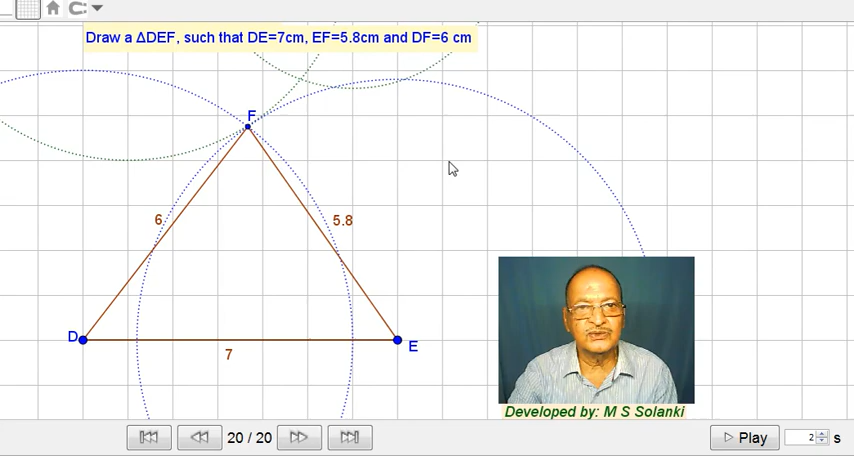 Draw a ΔDEF, such that DE=7cm, EF=5.8cm and DF=6 cm
F
6
5.8
D
E
7
Developed by: M S Solanki
20 / 20
Play
2
s